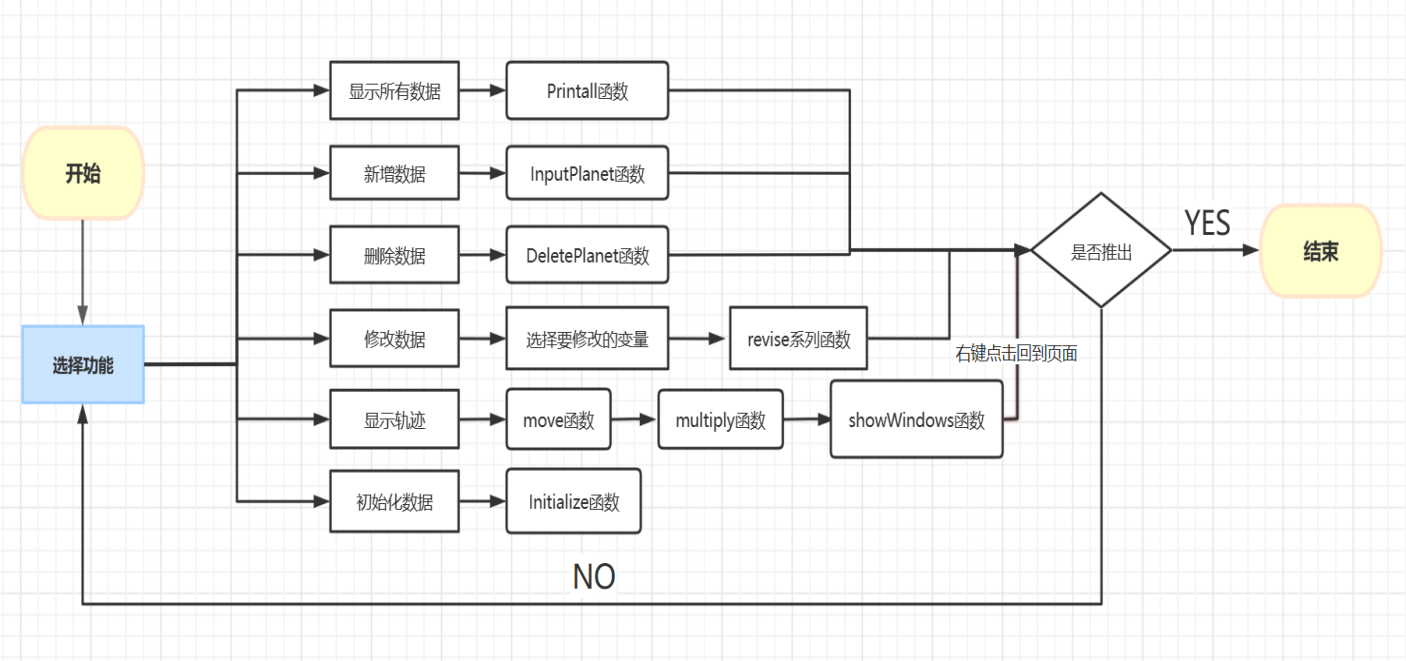 显示所有数据
Printall函数
开始
新增数据
InputPlanet函数
删除数据
DeletePlanet函数
是否推出
YES
结束
选择功能
修改数据
选择要修改的变量
revise系列函数
右键点击回到页面
显示轨迹
move函数
multiply函数
showWindows函数
初始化数据
Initialize函数
NO